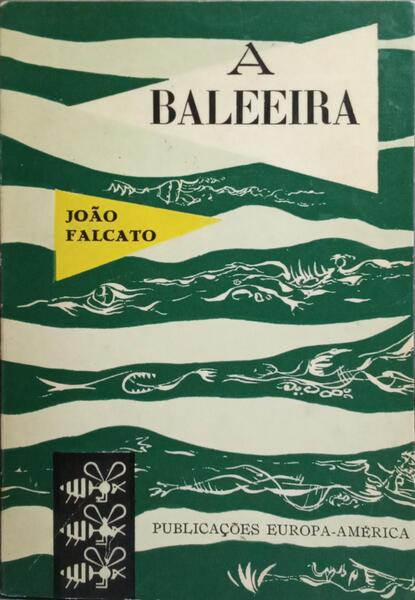 A
BALEEIRA
JOÃO
FALCATO
PUBLICAÇÕES EUROPA-AMÉRICA